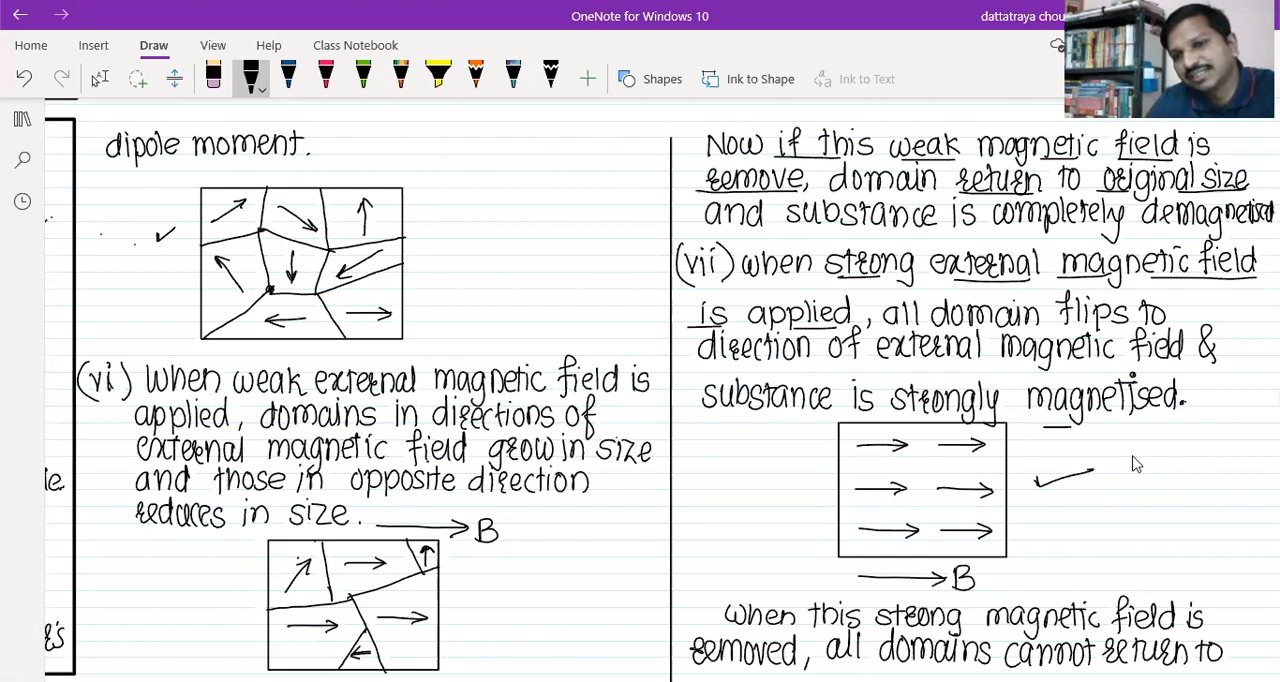 OneNote for Windows 10
dattatraya chou
Home Insert Draw View Help Class Notebook
Shapes Ink to Shape Ink to Text
dipole moment.
(vi) When weak external magnetic field is
applied, domains in directions of
external magnetic field grow in size
and those in opposite direction
reduces in size.
B
Now if this weak magnetic field is
remove, domain return to original size
and substance is completely demagnetised
(vii) when strong external magnetic field
is applied, all domain flips to
direction of external magnetic field &
substance is strongly magnetised.
B
when this strong magnetic field is
removed, all domains cannot return to
le
's